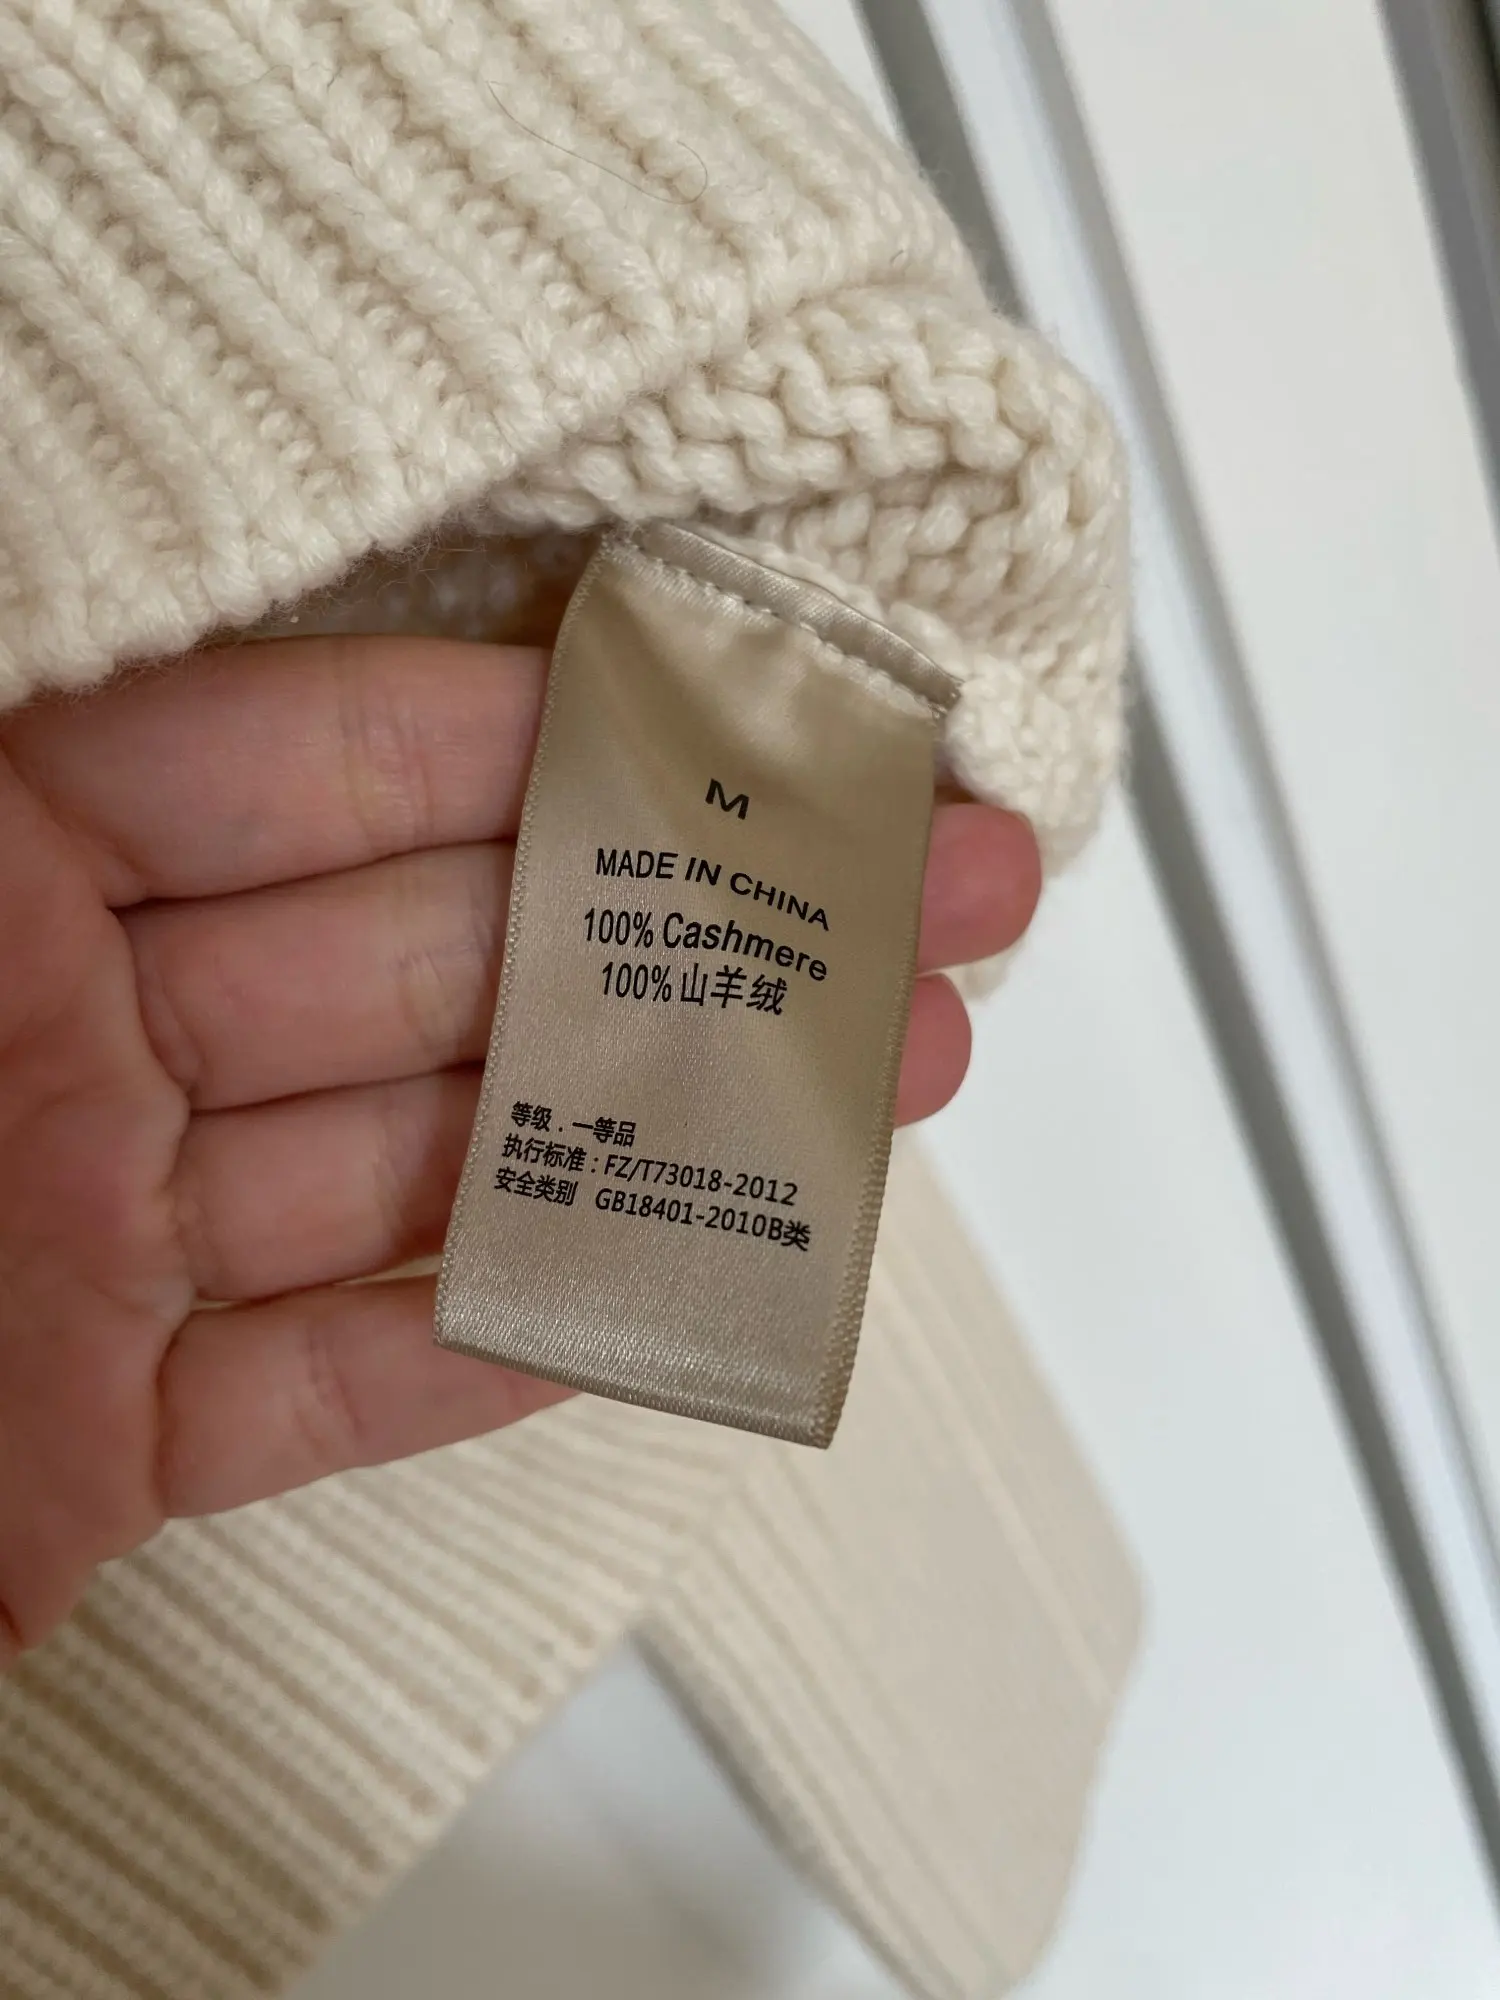 M
MADE IN CHINA
100% Cashmere
100%山羊绒
等级．一等品
执行标准：FZ/T73018-2012
安全类别 GB18401-2010B类